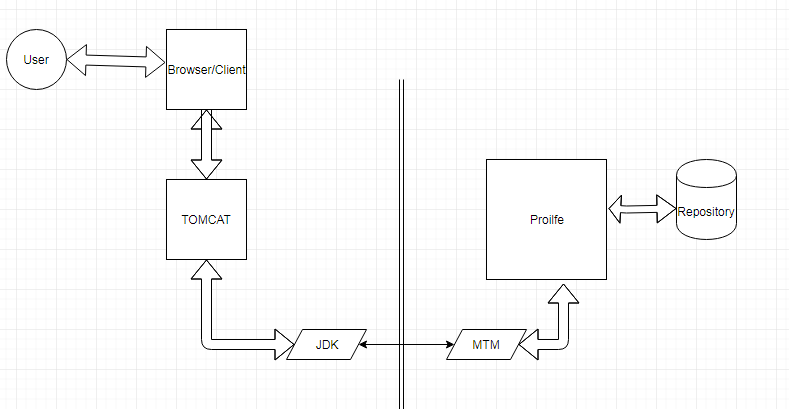 User
Browser/Client
TOMCAT
Proilfe
Repository
JDK
MTM